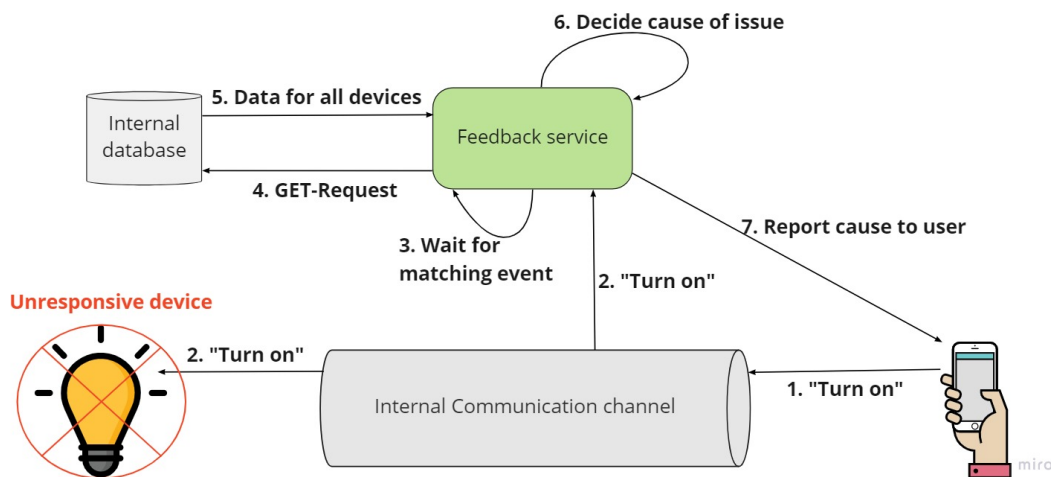 6. Decide cause of issue
5. Data for all devices
Internal
database
Feedback service
4. GET-Request
7. Report cause to user
3. Wait for
matching event
2. "Turn on"
Unresponsive device
2. "Turn on"
1. "Turn on"
Internal Communication channel
miro